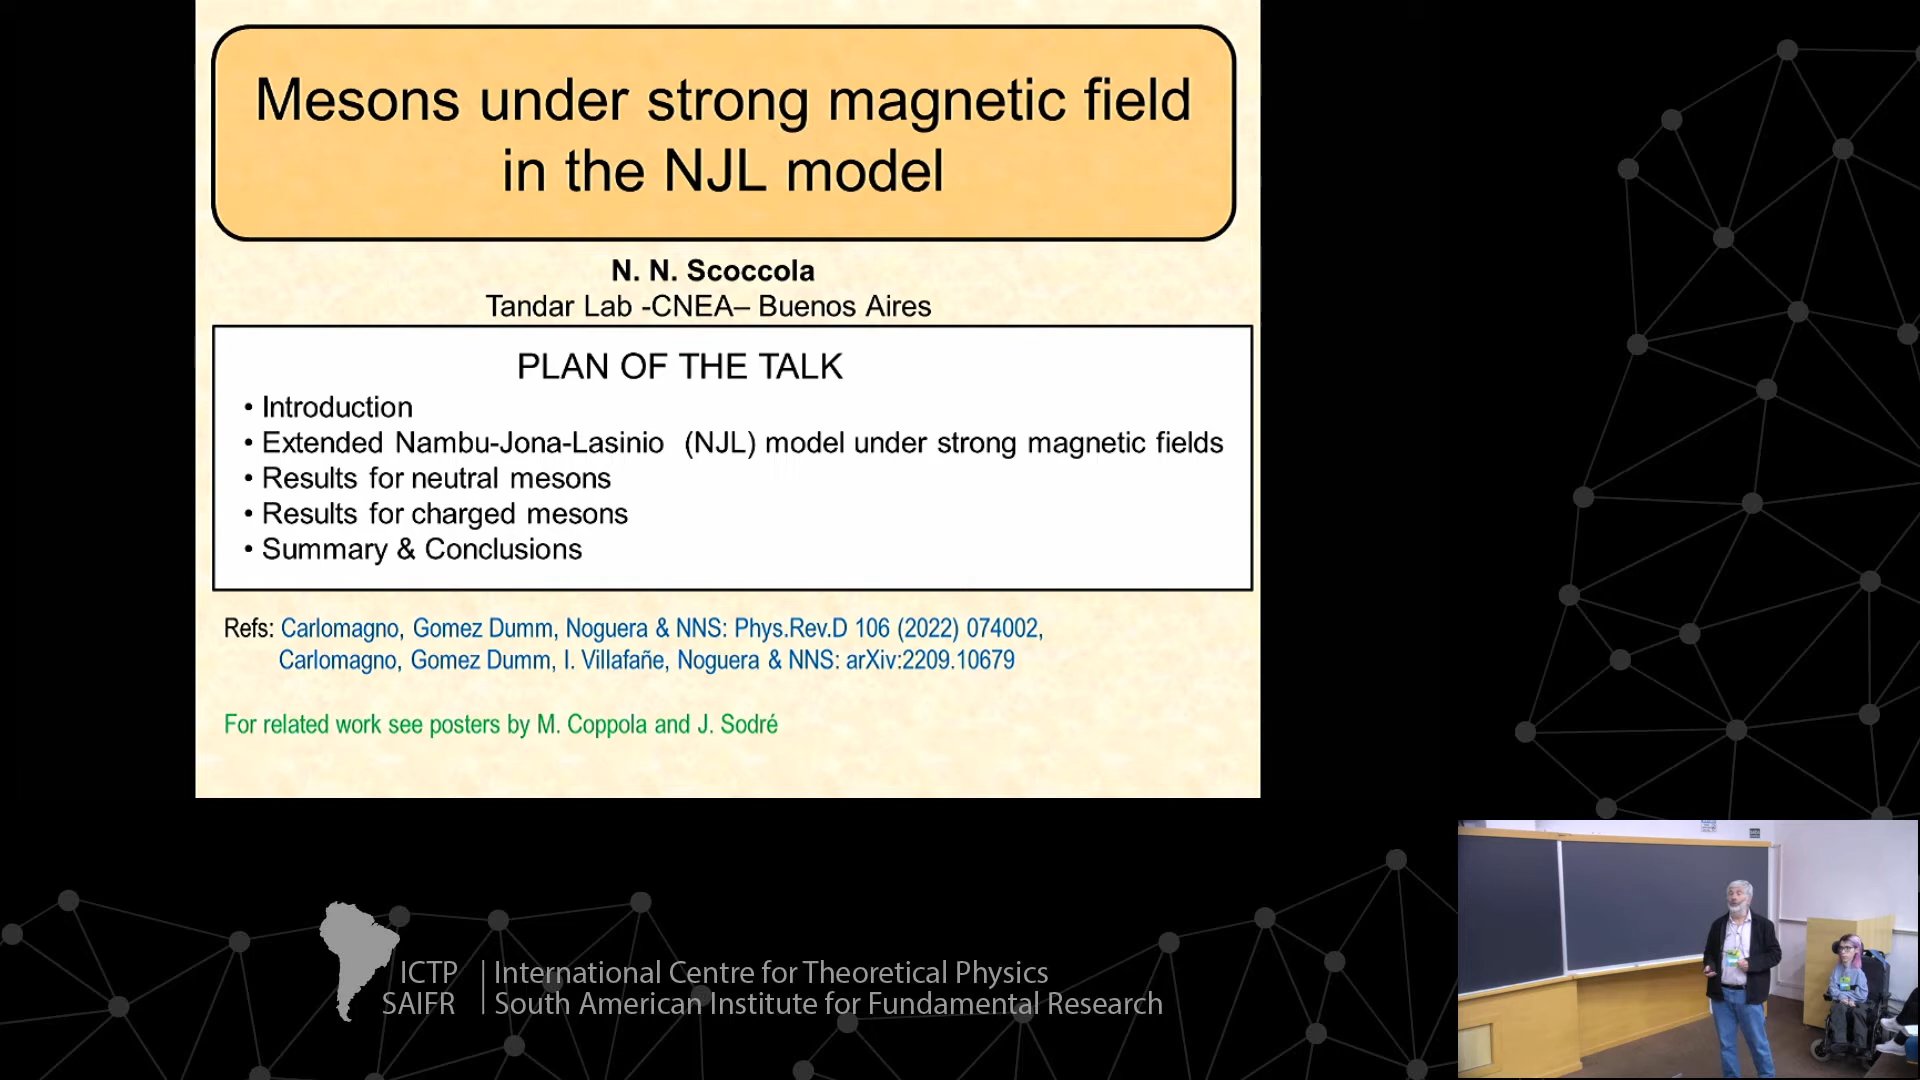 Mesons under strong magnetic field
in the NJL model
N. N. Scoccola
Tandar Lab -CNEA– Buenos Aires
PLAN OF THE TALK
• Introduction
• Extended Nambu-Jona-Lasinio (NJL) model under strong magnetic fields
• Results for neutral mesons
• Results for charged mesons
• Summary & Conclusions
Refs: Carlomagno, Gomez Dumm, Noguera & NNS: Phys.Rev.D 106 (2022) 074002,
Carlomagno, Gomez Dumm, I. Villafañe, Noguera & NNS: arXiv:2209.10679
For related work see posters by M. Coppola and J. Sodré
ICTP
SAIFR
International Centre for Theoretical Physics
South American Institute for Fundamental Research